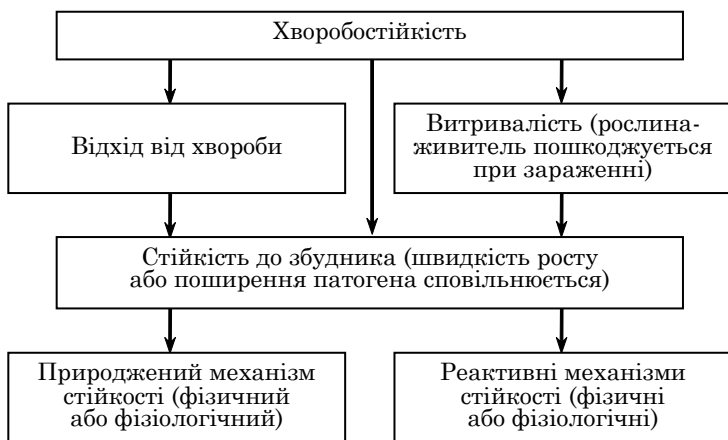 Хворобостійкість
Відхід від хвороби
Витривалість (рослина-
живитель пошкоджується
при зараженні)
Стійкість до збудника (швидкість росту
або поширення патогена сповільнюється)
Природжений механізм
стійкості (фізичний
або фізіологічний)
Реактивні механізми
стійкості (фізичні
або фізіологічні)